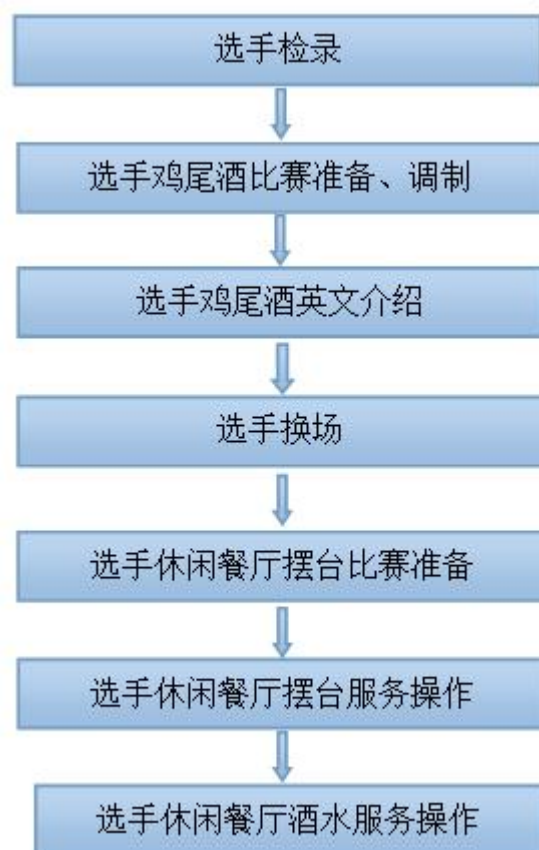 选手检录
选手鸡尾酒比赛准备、调制
选手鸡尾酒英文介绍
选手换场
选手休闲餐厅摆台比赛准备
选手休闲餐厅摆台服务操作
选手休闲餐厅酒水服务操作